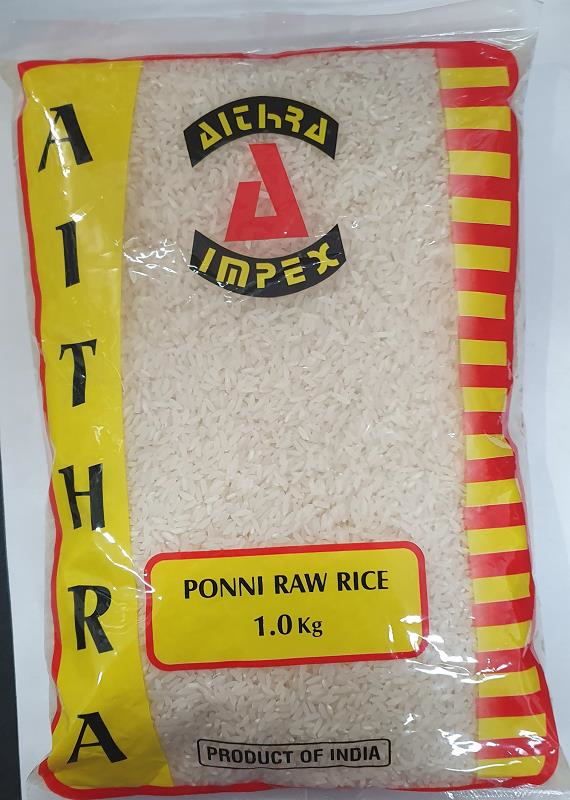 AITHRA
AITHRA
IMPEX
PONNI RAW RICE
1.0 Kg
PRODUCT OF INDIA